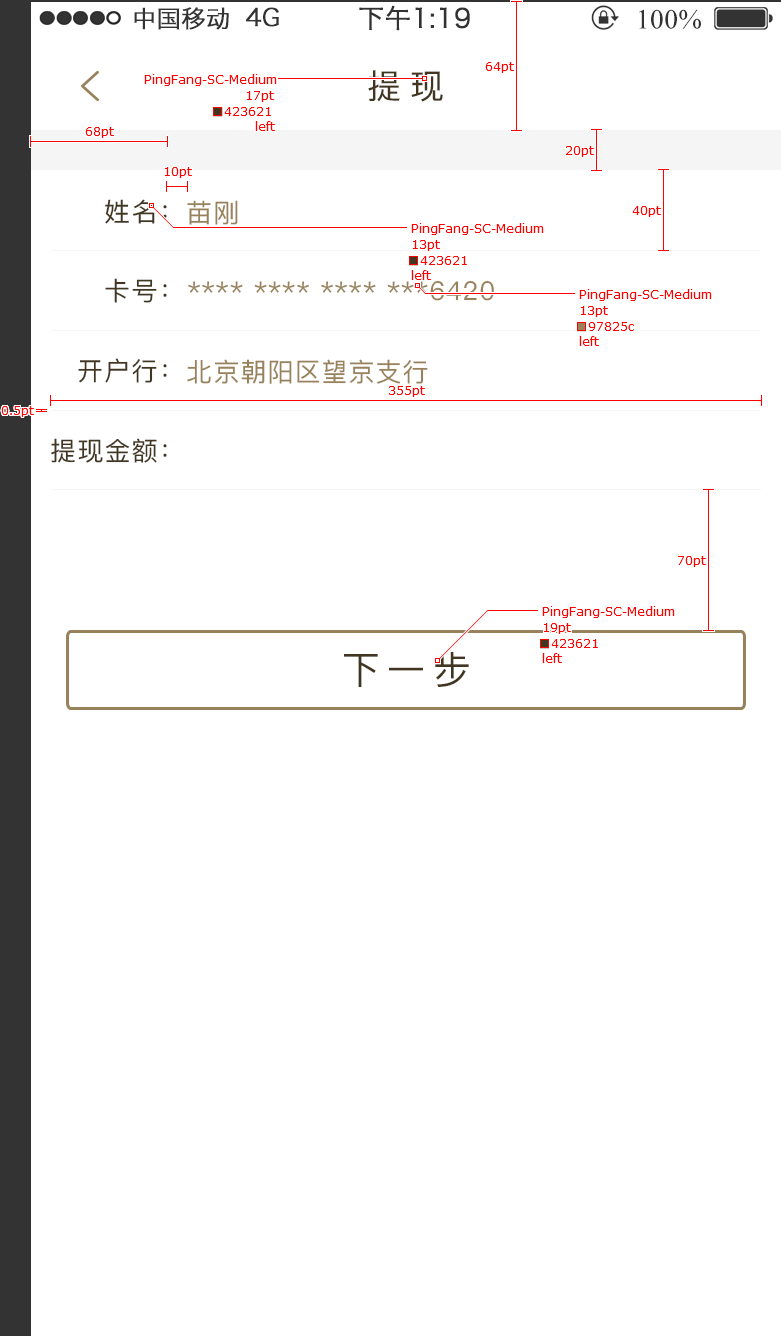 中国移动 4G 下午1:19 100%
64pt
PingFang-SC-Medium
提现
17pt
423621
left
68pt
20pt
10pt
姓名：苗刚
40pt
PingFang-SC-Medium
13pt
423621
left
卡号：**** **** **** ***6420
PingFang-SC-Medium
13pt
97825c
left
开户行：北京朝阳区望京支行
355pt
0.5pt
提现金额：
70pt
PingFang-SC-Medium
19pt
423621
left
下一步